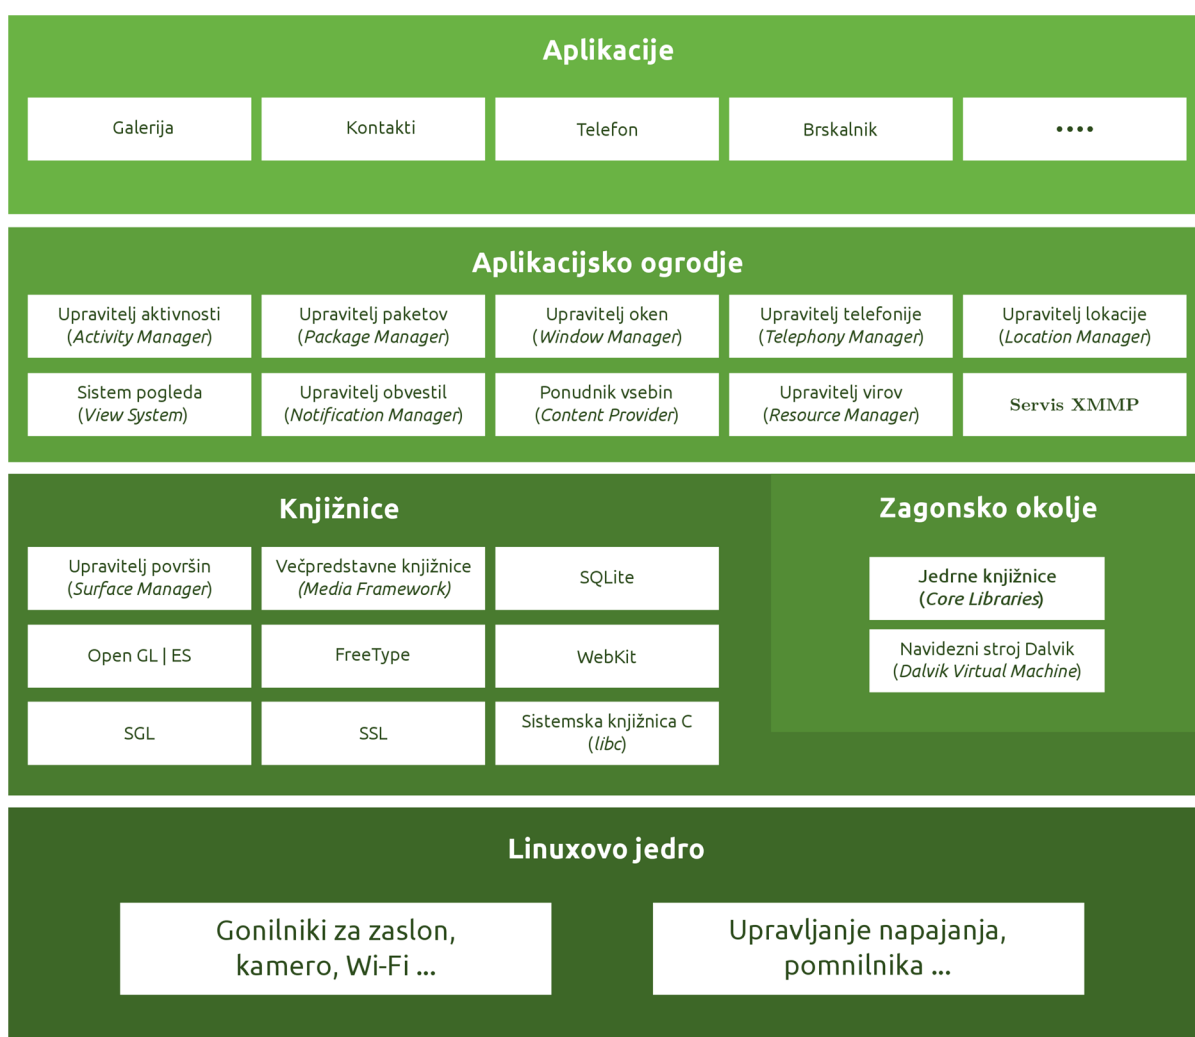 Aplikacije
Galerija
Kontakti
Telefon
Brskalnik
....
Aplikacijsko ogrodje
Upravitelj aktivnosti
(Activity Manager)
Upravitelj paketov
(Package Manager)
Upravitelj oken
(Window Manager)
Upravitelj telefonije
(Telephony Manager)
Upravitelj lokacije
(Location Manager)
Sistem pogleda
(View System)
Upravitelj obvestil
(Notification Manager)
Ponudnik vsebin
(Content Provider)
Upravitelj virov
(Resource Manager)
Servis XMMP
Knjižnice
Upravitelj površin
(Surface Manager)
Večpredstavne knjižnice
(Media Framework)
SQLite
Open GL | ES
FreeType
WebKit
SGL
SSL
Sistemska knjižnica C
(libc)
Zagonsko okolje
Jedrne knjižnice
(Core Libraries)
Navidezni stroj Dalvik
(Dalvik Virtual Machine)
Linuxovo jedro
Gonilniki za zaslon,
kamero, Wi-Fi ...
Upravljanje napajanja,
pomnilnika ...